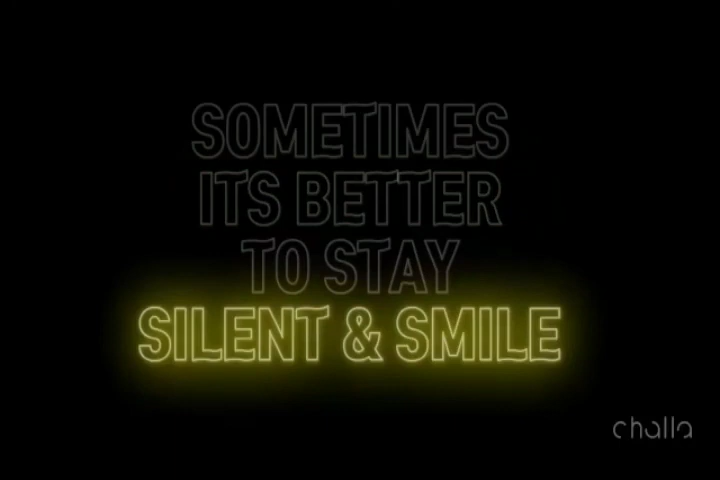 SOMETIMES
ITS BETTER
TO STAY
SILENT & SMILE
challa